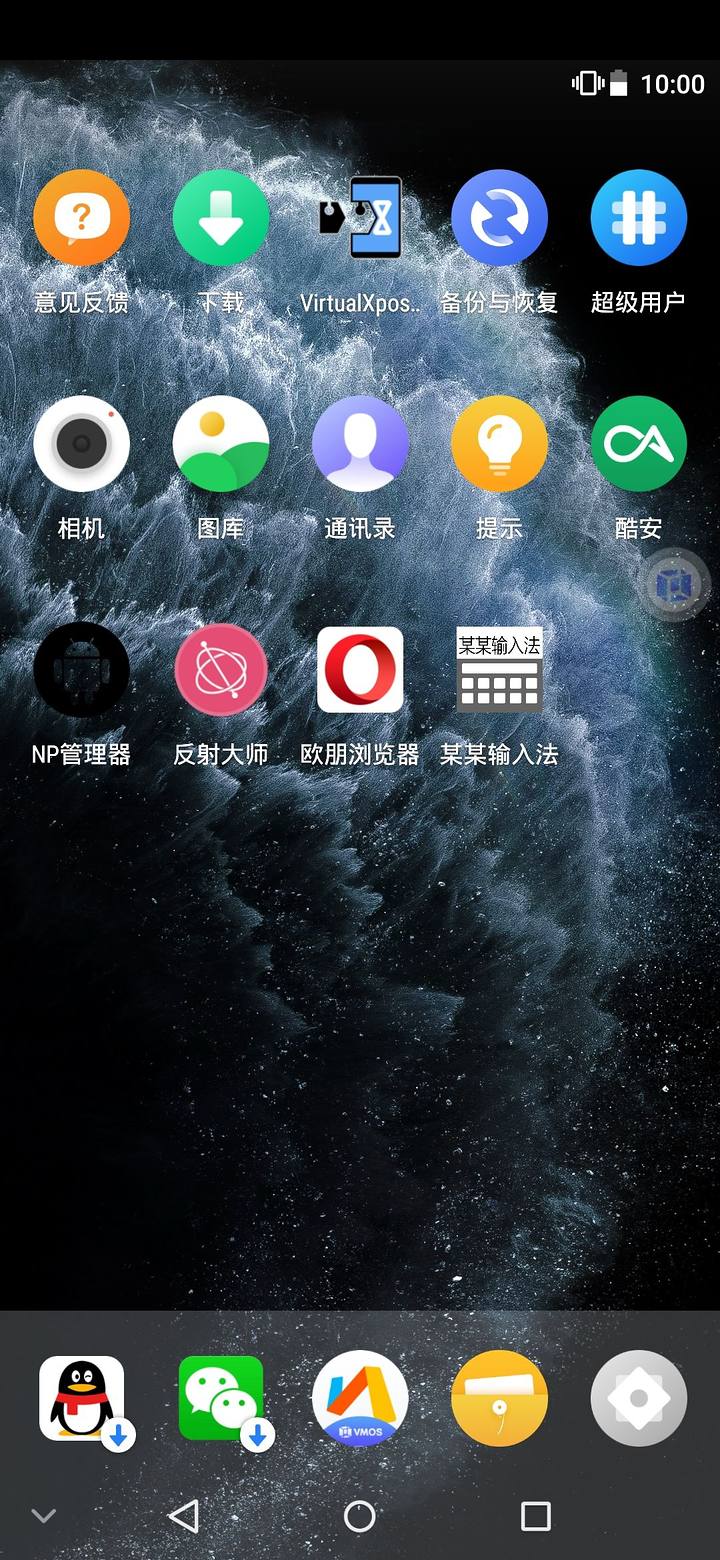 10:00
意见反馈
下载
VirtualXpos..
备份与恢复
超级用户
相机
图库
通讯录
提示
酷安
某某输入法
NP管理器
反射大师
欧朋浏览器
某某输入法
VMOS